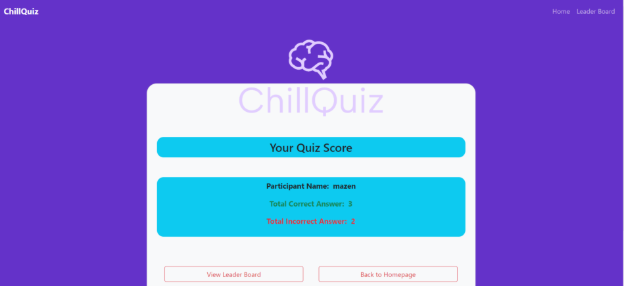 ChillQuiz
Home Leader Board
ChillQuiz
Your Quiz Score
Participant Name: mazen
Total Correct Answer: 3
Total Incorrect Answer: 2
View Leader Board
Back to Homepage